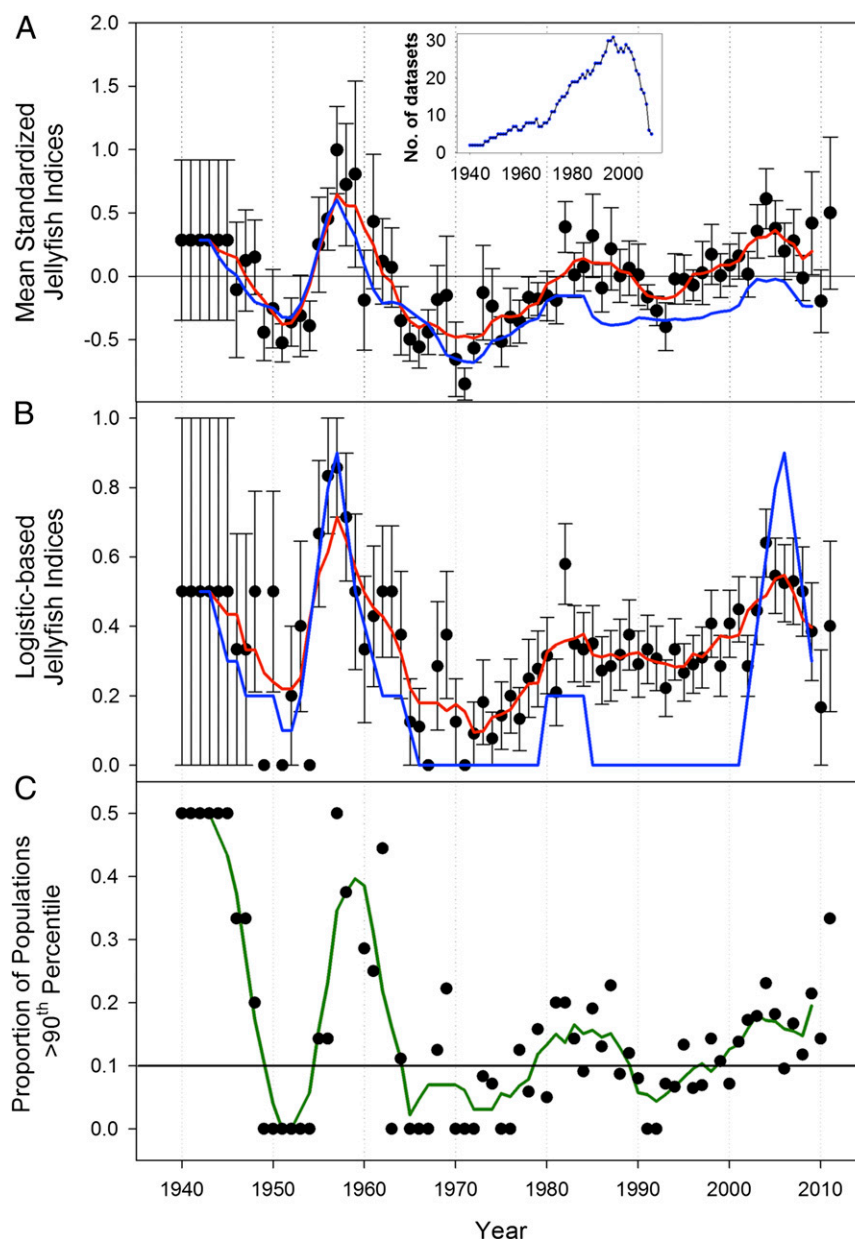 A
Mean Standardized
Jellyfish Indices
2.0
1.5
1.0
0.5
0.0
-0.5
No. of datasets
30
20
10
0
1940 1960 1980 2000
B
Logistic-based
Jellyfish Indices
1.0
0.8
0.6
0.4
0.2
0.0
C
Proportion of Populations
>90th Percentile
0.5
0.4
0.3
0.2
0.1
0.0
1940 1950 1960 1970 1980 1990 2000 2010
Year